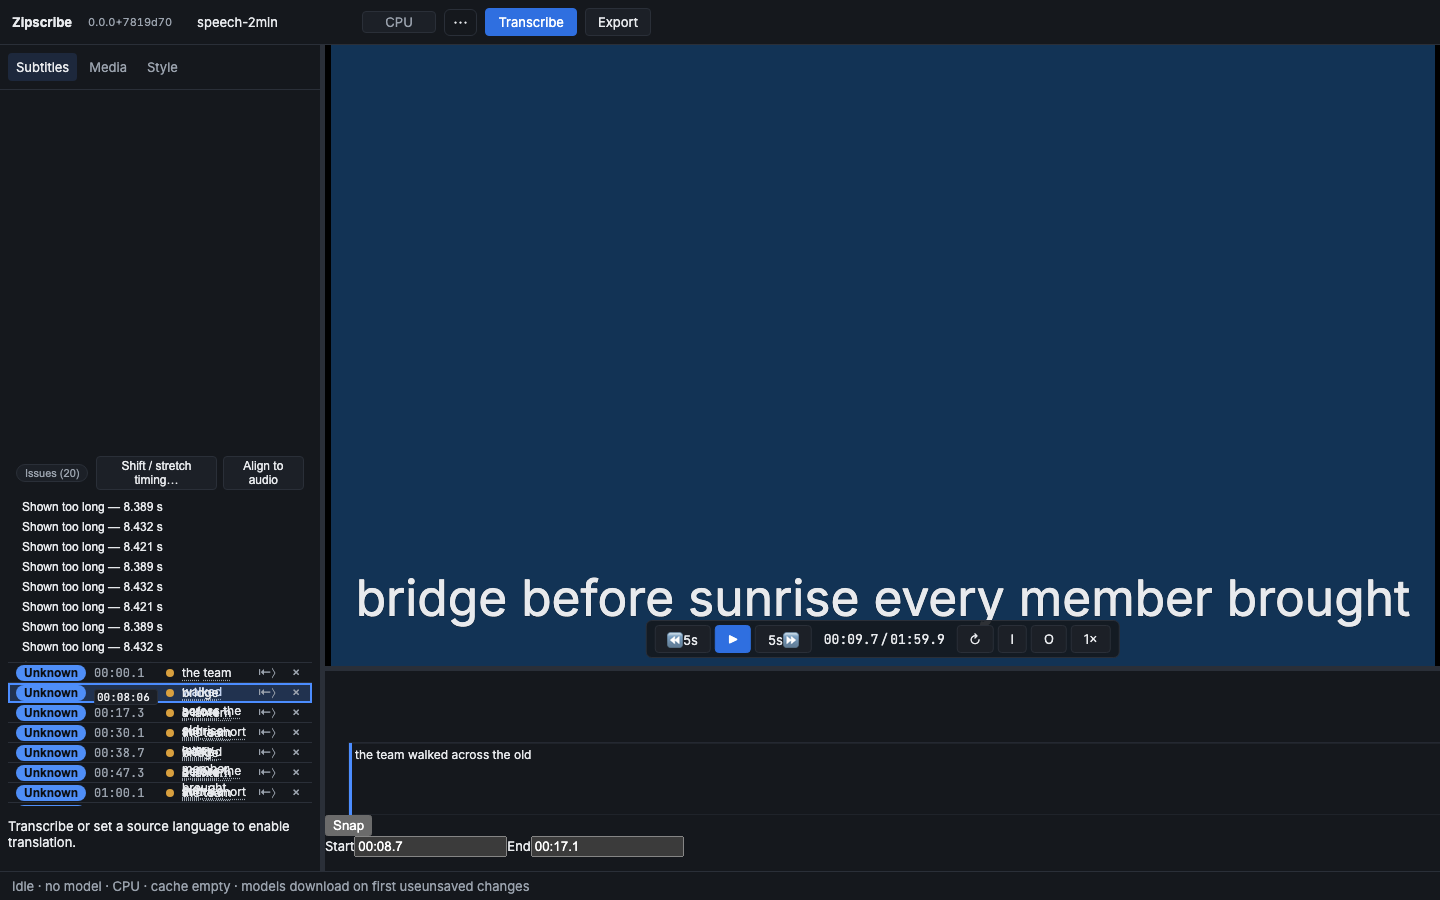 Zipscribe 0.0.0+7819d70 speech-2min CPU ··· Transcribe Export
Subtitles Media Style
Issues (20) Shift / stretch timing… Align to audio
Shown too long — 8.389 s
Shown too long — 8.432 s
Shown too long — 8.421 s
Shown too long — 8.389 s
Shown too long — 8.432 s
Shown too long — 8.421 s
Shown too long — 8.389 s
Shown too long — 8.432 s
Unknown 00:00.1 the team
Unknown 00:08:06
Unknown 00:17.3
Unknown 00:30.1
Unknown 00:38.7
Unknown 00:47.3
Unknown 01:00.1
Transcribe or set a source language to enable
translation.
bridge before sunrise every member brought
5s 5s 00:09.7/01:59.9 I O 1×
the team walked across the old
Snap
Start 00:08.7 End 00:17.1
Idle · no model · CPU · cache empty · models download on first useunsaved changes